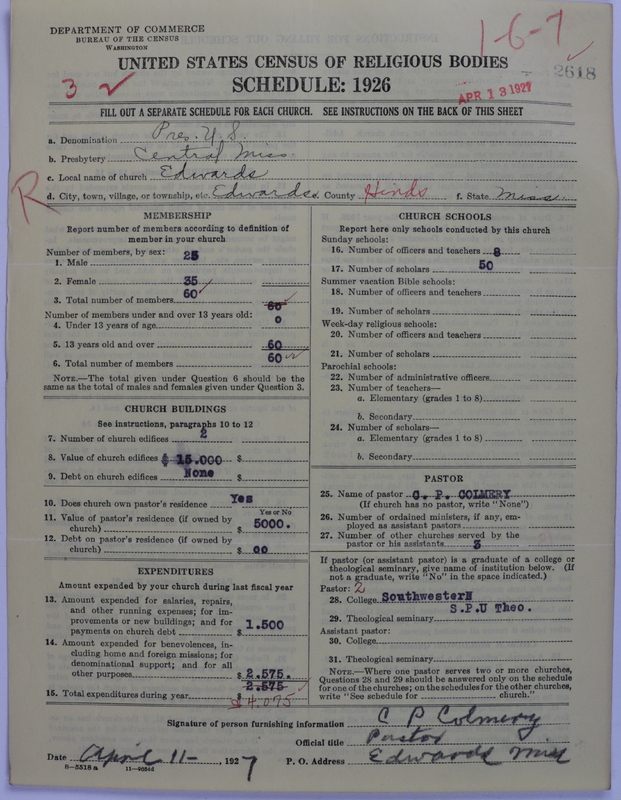 DEPARTMENT OF COMMERCE
BUREAU OF THE CENSUS
WASHINGTON
1-6-7
2618
UNITED STATES CENSUS OF RELIGIOUS BODIES
SCHEDULE: 1926
3
APR 13 1927
FILL OUT A SEPARATE SCHEDULE FOR EACH CHURCH. SEE INSTRUCTIONS ON THE BACK OF THIS SHEET
a. Denomination Pres. U.S.
b. Presbytery Central Miss.
c. Local name of church Edwards
R
d. City, town, village, or township, etc. Edwards. County Hinds f. State Miss
MEMBERSHIP
Report number of members according to definition of
member in your church
Number of members, by sex:
1. Male 25
2. Female 35
60
3. Total number of members 60
Number of members under and over 13 years old:
4. Under 13 years of age 0
5. 13 years old and over 60
6. Total number of members 60
NOTE.—The total given under Question 6 should be the
same as the total of males and females given under Question 3.
CHURCH BUILDINGS
See instructions, paragraphs 10 to 12
7. Number of church edifices 2
8. Value of church edifices $ 15.000 $
9. Debt on church edifices None $
10. Does church own pastor's residence Yes
Yes or No
11. Value of pastor's residence (if owned by
church) $ 5000.
12. Debt on pastor's residence (if owned by
church) $ 00
EXPENDITURES
Amount expended by your church during last fiscal year
13. Amount expended for salaries, repairs,
and other running expenses; for im-
provements or new buildings; and for
payments on church debt $ 1.500
14. Amount expended for benevolences, in-
cluding home and foreign missions; for
denominational support; and for all
other purposes $ 2.575.
2.575
15. Total expenditures during year $ 4,075
CHURCH SCHOOLS
Report here only schools conducted by this church
Sunday schools:
16. Number of officers and teachers 8
17. Number of scholars 50
Summer vacation Bible schools:
18. Number of officers and teachers
19. Number of scholars
Week-day religious schools:
20. Number of officers and teachers
21. Number of scholars
Parochial schools:
22. Number of administrative officers
23. Number of teachers—
a. Elementary (grades 1 to 8)
b. Secondary
24. Number of scholars—
a. Elementary (grades 1 to 8)
b. Secondary
PASTOR
25. Name of pastor C. P. COLMERY
(If church has no pastor, write "None")
26. Number of ordained ministers, if any, em-
ployed as assistant pastors
27. Number of other churches served by the
pastor or his assistants 3
If pastor (or assistant pastor) is a graduate of a college or
theological seminary, give name of institution below. (If
not a graduate, write "No" in the space indicated.)
Pastor: 2
28. College Southwestern
S.P.U Theo.
29. Theological seminary
Assistant pastor:
30. College
31. Theological seminary
NOTE.—Where one pastor serves two or more churches,
Questions 28 and 29 should be answered only on the schedule
for one of the churches; on the schedules for the other churches,
write "See schedule for church."
Signature of person furnishing information C P Colmery
Official title Pastor
Date April 11-, 1927 P. O. Address Edwards Miss
8-5518 a 11-90544